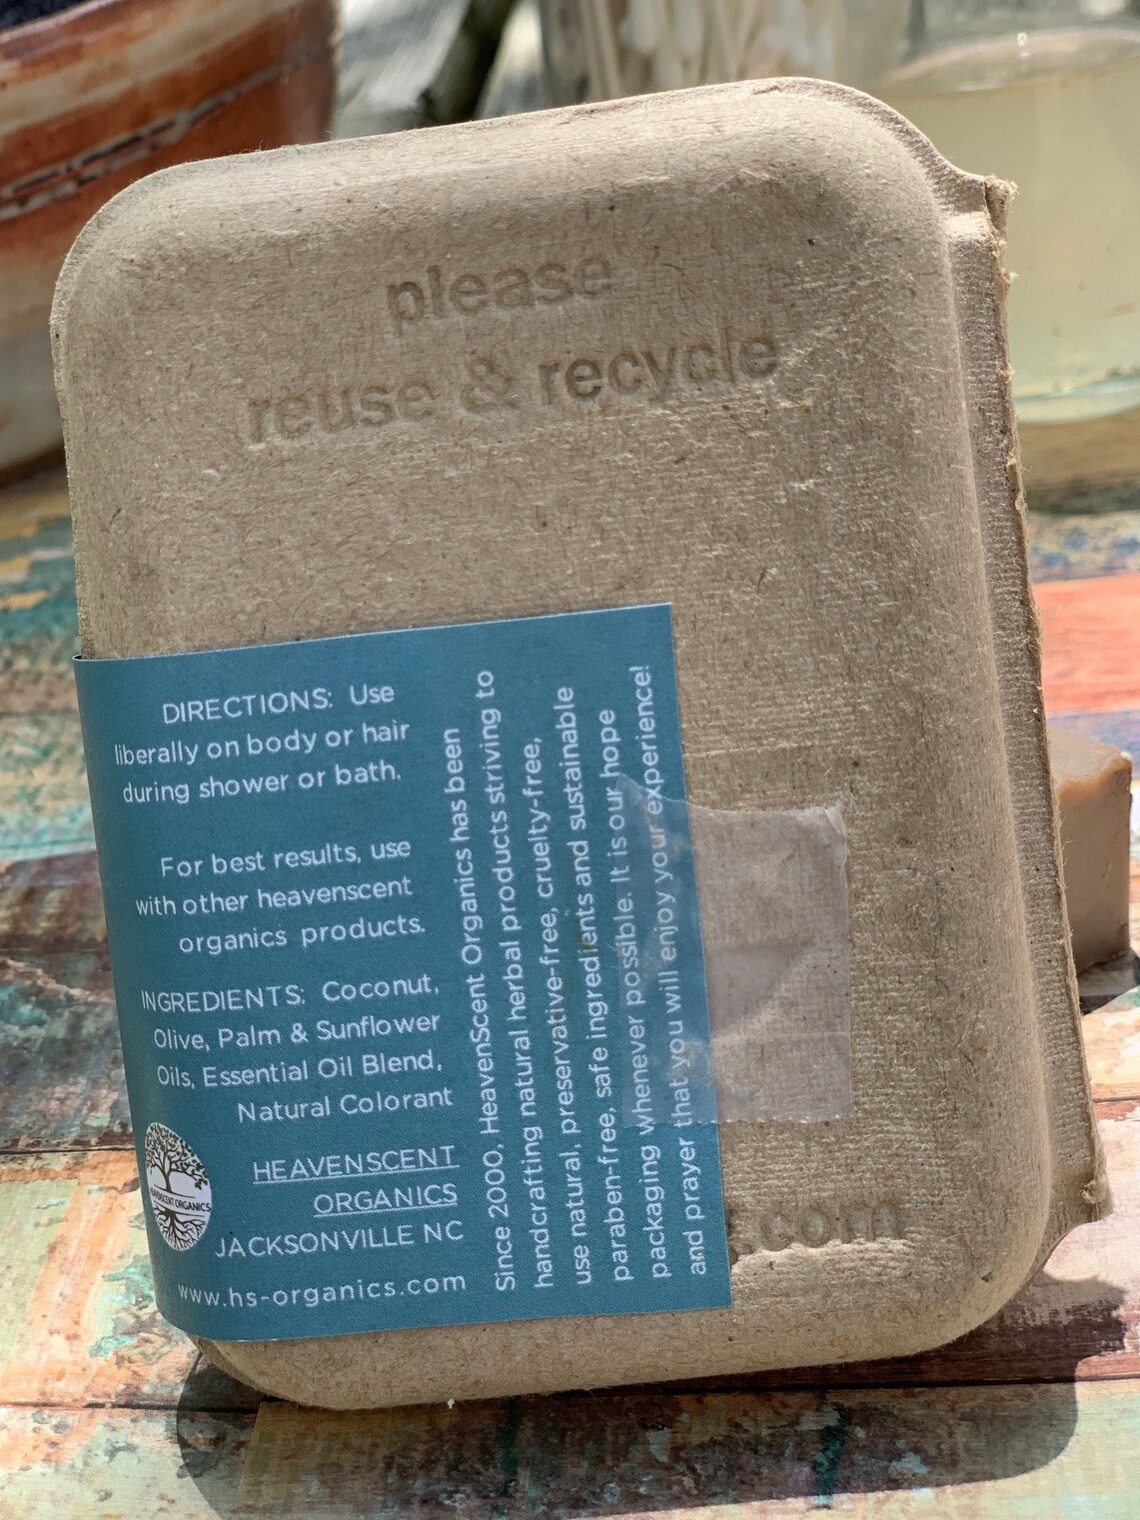 please
reuse & recycle
DIRECTIONS: Use
liberally on body or hair
during shower or bath.
For best results, use
with other heavenscent
organics products.
INGREDIENTS: Coconut,
Olive, Palm & Sunflower
Oils, Essential Oil Blend,
Natural Colorant
HEAVENSCENT ORGANICS
HEAVENSCENT
ORGANICS
JACKSONVILLE NC
www.hs-organics.com
Since 2000, HeavenScent Organics has been
handcrafting natural herbal products striving to
use natural, preservative-free, cruelty-free,
paraben-free, safe ingredients and sustainable
packaging whenever possible. It is our hope
and prayer that you will enjoy your experience!
.com